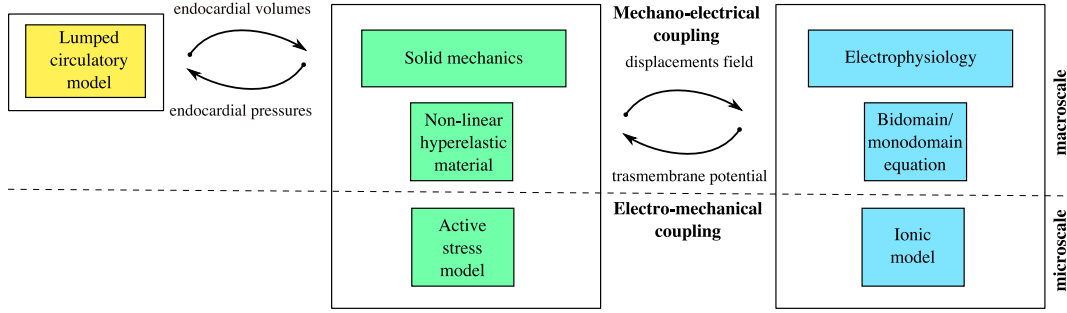 Lumped
circulatory
model
endocardial volumes
endocardial pressures
Solid mechanics
Non-linear
hyperelastic
material
Active
stress
model
Mechano-electrical
coupling
displacements field
trasmembrane potential
Electro-mechanical
coupling
Electrophysiology
Bidomain/
monodomain
equation
Ionic
model
macroscale
microscale